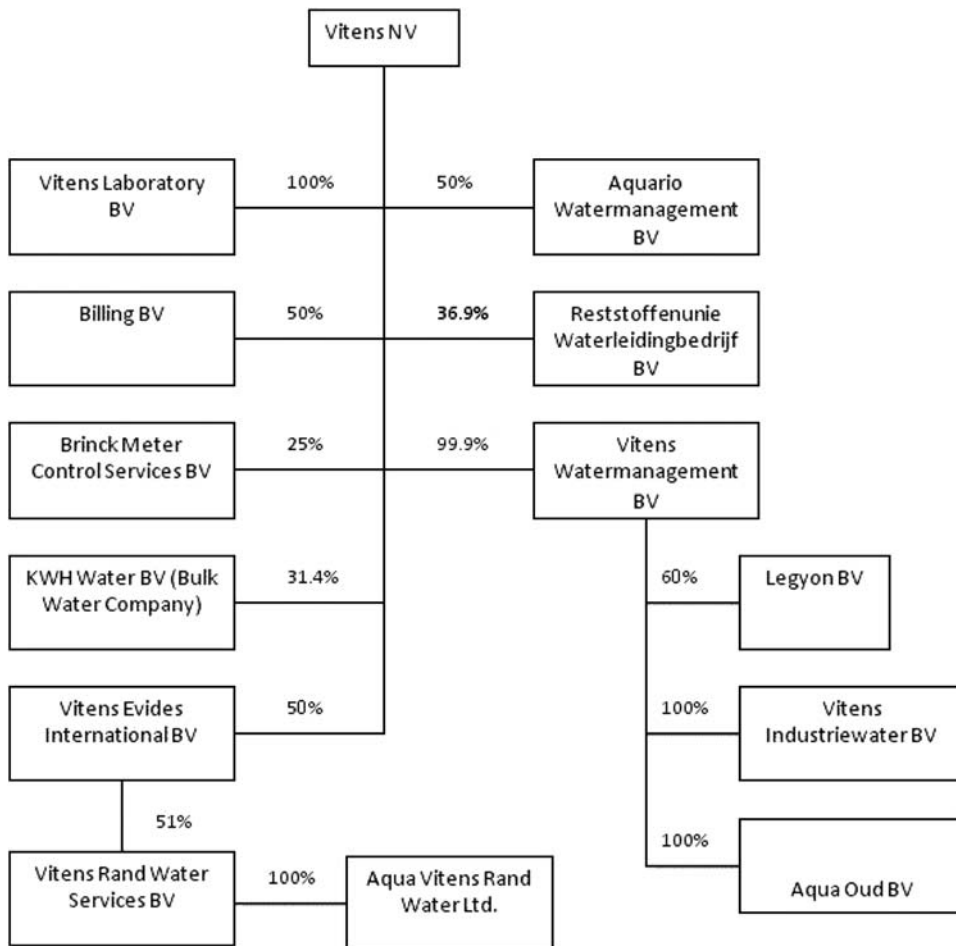 Vitens NV
Vitens Laboratory
BV
100%
50%
Aquario
Watermanagement
BV
Billing BV
50%
36.9%
Reststoffenunie
Waterleidingbedrijf
BV
Brinck Meter
Control Services BV
25%
99.9%
Vitens
Watermanagement
BV
KWH Water BV (Bulk
Water Company)
31.4%
60%
Legyon BV
Vitens Evides
International BV
50%
100%
Vitens
Industriewater BV
51%
100%
Aqua Oud BV
Vitens Rand Water
Services BV
100%
Aqua Vitens Rand
Water Ltd.